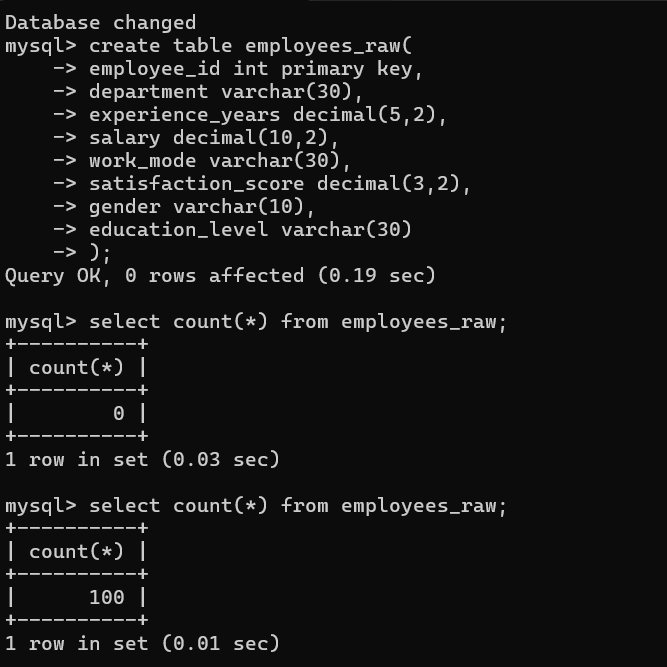 Database changed
mysql> create table employees_raw(
    -> employee_id int primary key,
    -> department varchar(30),
    -> experience_years decimal(5,2),
    -> salary decimal(10,2),
    -> work_mode varchar(30),
    -> satisfaction_score decimal(3,2),
    -> gender varchar(10),
    -> education_level varchar(30)
    -> );
Query OK, 0 rows affected (0.19 sec)

mysql> select count(*) from employees_raw;
+----------+
| count(*) |
+----------+
|        0 |
+----------+
1 row in set (0.03 sec)

mysql> select count(*) from employees_raw;
+----------+
| count(*) |
+----------+
|      100 |
+----------+
1 row in set (0.01 sec)